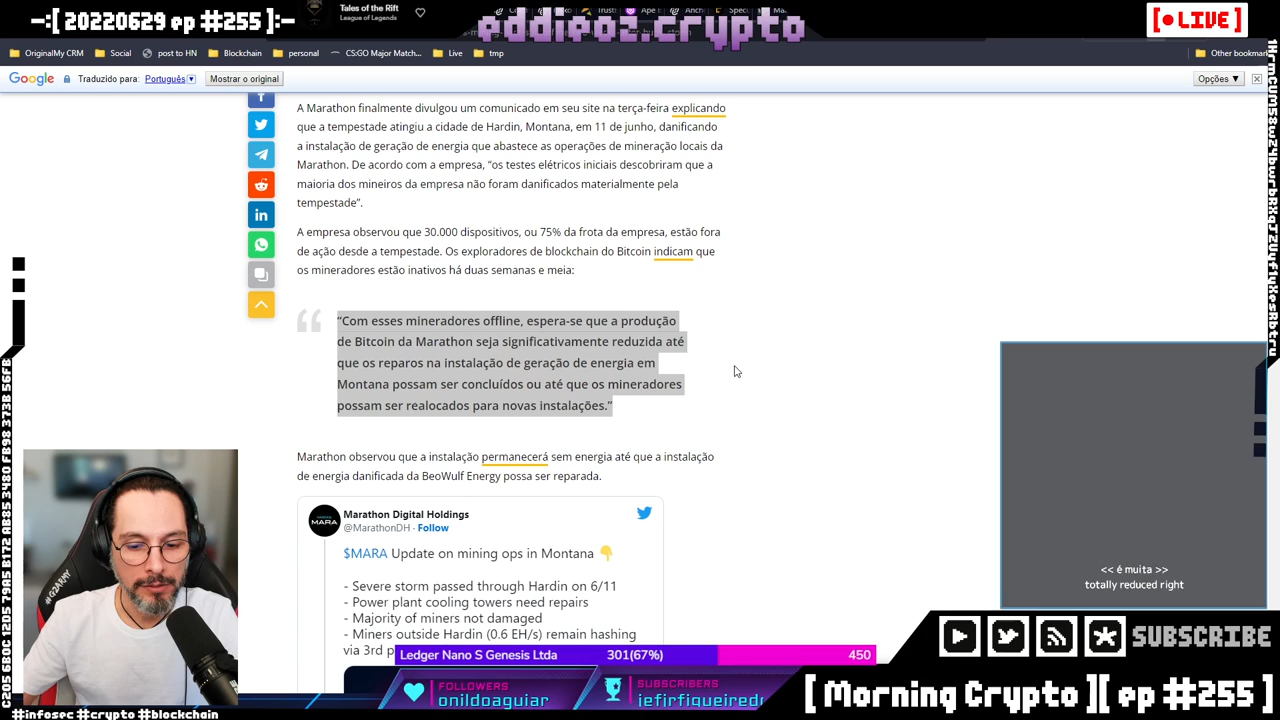 -:[ 20220629 ep #255 ]:-
Tales of the Rift
League of Legends
eddieoz.crypto
[ ● LIVE ]
OriginalMy CRM
Social
post to HN
Blockchain
personal
CS:GO Major Match...
Live
tmp
Other bookmark
Google
Traduzido para: Português
Mostrar o original
Opções ▼
A Marathon finalmente divulgou um comunicado em seu site na terça-feira explicando
que a tempestade atingiu a cidade de Hardin, Montana, em 11 de junho, danificando
a instalação de geração de energia que abastece as operações de mineração locais da
Marathon. De acordo com a empresa, “os testes elétricos iniciais descobriram que a
maioria dos mineiros da empresa não foram danificados materialmente pela
tempestade”.
A empresa observou que 30.000 dispositivos, ou 75% da frota da empresa, estão fora
de ação desde a tempestade. Os exploradores de blockchain do Bitcoin indicam que
os mineradores estão inativos há duas semanas e meia:
“Com esses mineradores offline, espera-se que a produção
de Bitcoin da Marathon seja significativamente reduzida até
que os reparos na instalação de geração de energia em
Montana possam ser concluídos ou até que os mineradores
possam ser realocados para novas instalações.”
Marathon observou que a instalação permanecerá sem energia até que a instalação
de energia danificada da BeoWulf Energy possa ser reparada.
MARA
Marathon Digital Holdings
@MarathonDH · Follow
$MARA Update on mining ops in Montana 👇
- Severe storm passed through Hardin on 6/11
- Power plant cooling towers need repairs
- Majority of miners not damaged
- Miners outside Hardin (0.6 EH/s) remain hashing
via 3rd p
<< é muita >>
totally reduced right
#G2ARMY
Ledger Nano S Genesis Ltda
301(67%)
450
FOLLOWERS
onildoaguiar
SUBSCRIBERS
jefirfiqueired
SUBSCRIBE
[ Morning Crypto ][ ep #255 ]
#infosec #crypto #blockchain